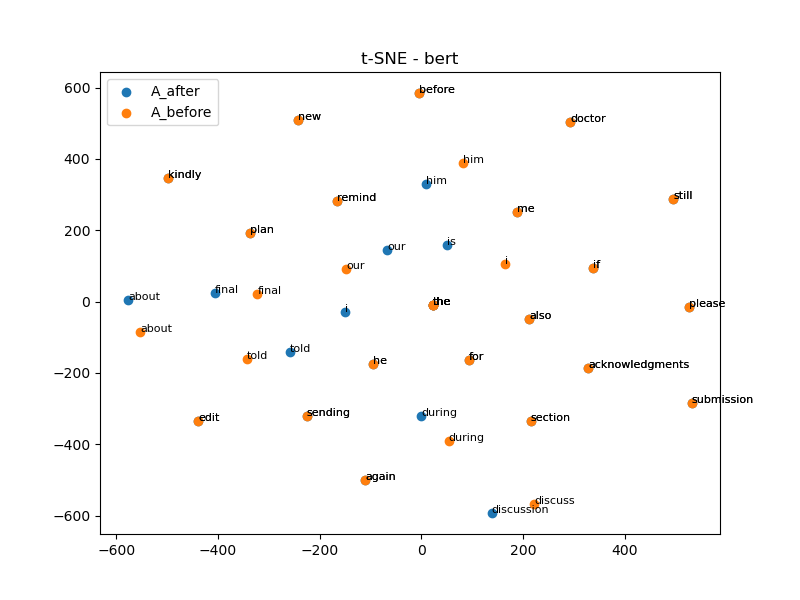 t-SNE - bert
A_after
A_before
before
new
doctor
him
kindly
him
remind
still
me
plan
our
is
our
i
if
final
final
about
the
please
i
also
about
told
told
he
for
acknowledgments
submission
edit
sending
during
section
during
again
discuss
discussion
600
400
200
0
−200
−400
−600
−600
−400
−200
0
200
400